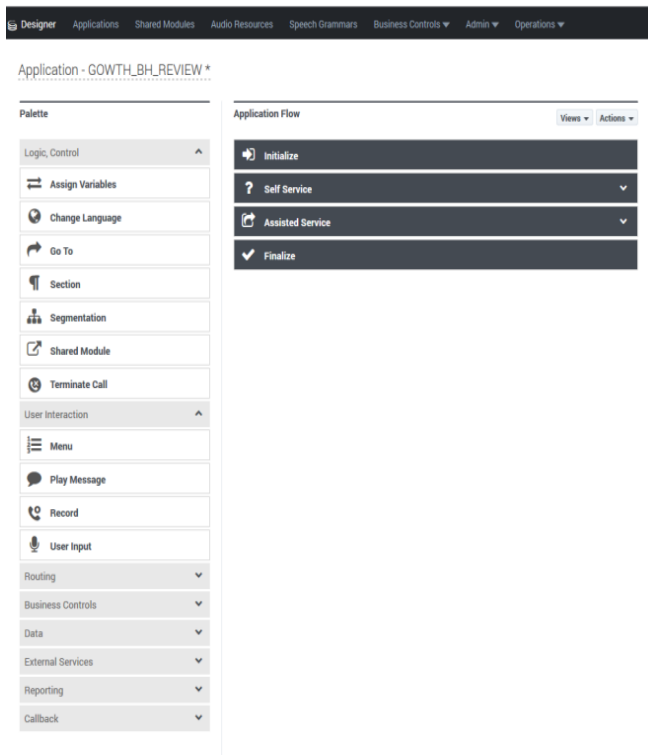 Designer Applications Shared Modules Audio Resources Speech Grammars Business Controls Admin Operations
Application - GOWTH_BH_REVIEW *
Palette
Logic, Control
Assign Variables
Change Language
Go To
Section
Segmentation
Shared Module
Terminate Call
User Interaction
Menu
Play Message
Record
User Input
Routing
Business Controls
Data
External Services
Reporting
Callback
Application Flow
Views Actions
Initialize
Self Service
Assisted Service
Finalize